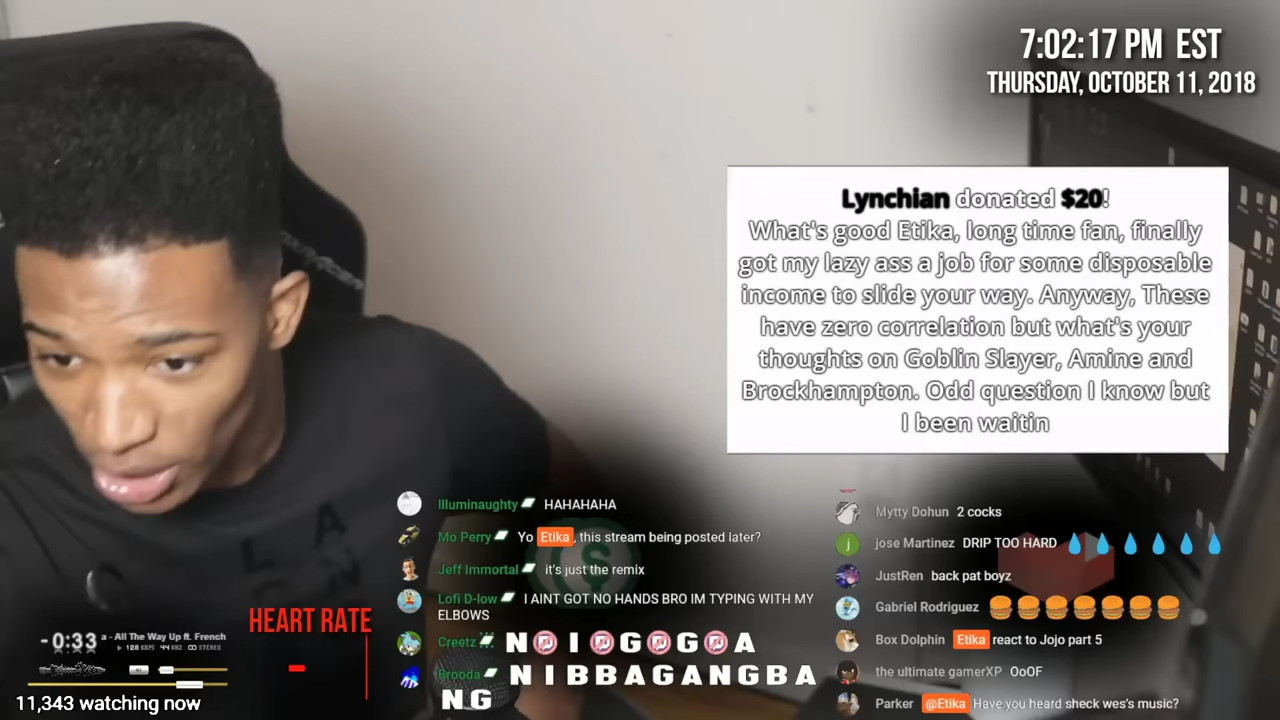 7:02:17 PM EST
THURSDAY, OCTOBER 11, 2018
Lynchian donated $20!
What's good Etika, long time fan, finally
got my lazy ass a job for some disposable
income to slide your way. Anyway, These
have zero correlation but what's your
thoughts on Goblin Slayer, Amine and
Brockhampton. Odd question I know but
I been waitin
L A
Illuminaughty HAHAHAHA
Mo Perry Yo Etika, this stream being posted later?
Jeff Immortal it's just the remix
Lofi D-low I AINT GOT NO HANDS BRO IM TYPING WITH MY
ELBOWS
Creetz N I G G A
Brooda NIBBAGANGBA
NG
Mytty Dohun 2 cocks
jose Martinez DRIP TOO HARD
JustRen back pat boyz
Gabriel Rodriguez
Box Dolphin Etika react to Jojo part 5
the ultimate gamerXP OoOF
Parker @Etika Have you heard sheck wes's music?
HEART RATE
-0:33 a - All The Way Up ft. French
128 KBPS 44 KHZ STEREO
11,343 watching now